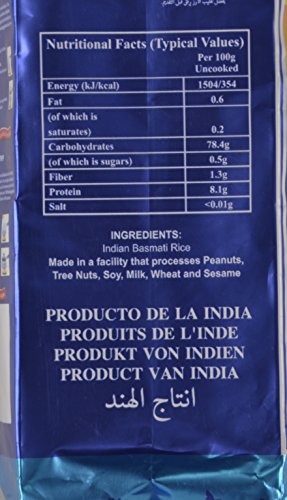 Nutritional Facts (Typical Values)
Per 100g
Uncooked
Energy (kJ/kcal) 1504/354
Fat 0.6
(of which is
saturates) 0.2
Carbohydrates 78.4g
(of which is sugars) 0.5g
Fiber 1.3g
Protein 8.1g
Salt <0.01g
INGREDIENTS:
Indian Basmati Rice
Made in a facility that processes Peanuts,
Tree Nuts, Soy, Milk, Wheat and Sesame
PRODUCTO DE LA INDIA
PRODUITS DE L'INDE
PRODUKT VON INDIEN
PRODUCT VAN INDIA
انتاج الهند